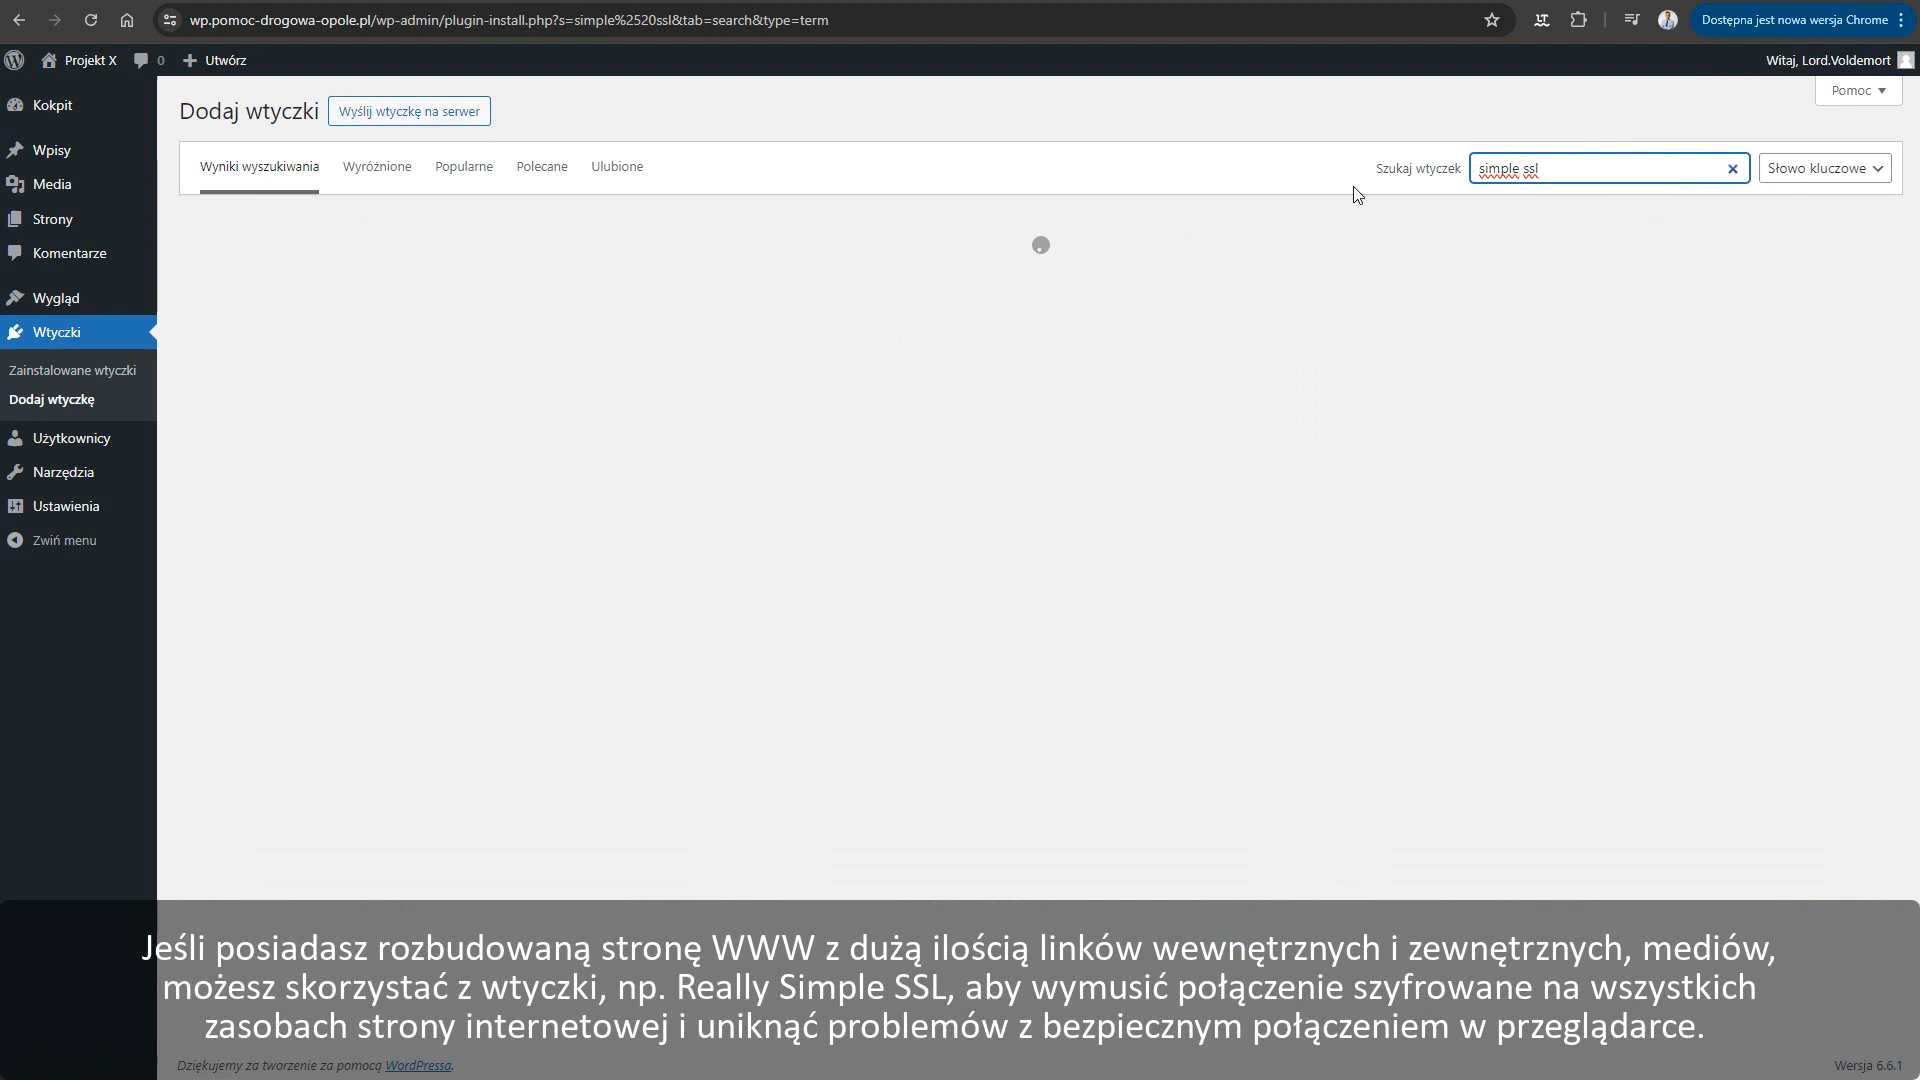 wp.pomoc-drogowa-opole.pl/wp-admin/plugin-install.php?s=simple%2520ssl&tab=search&type=term
Dostępna jest nowa wersja Chrome
Projekt X
0
Utwórz
Witaj, Lord.Voldemort
Pomoc
Kokpit
Wpisy
Media
Strony
Komentarze
Wygląd
Wtyczki
Zainstalowane wtyczki
Dodaj wtyczkę
Użytkownicy
Narzędzia
Ustawienia
Zwiń menu
Dodaj wtyczki
Wyślij wtyczkę na serwer
Wyniki wyszukiwania
Wyróżnione
Popularne
Polecane
Ulubione
Szukaj wtyczek
simple ssl
Słowo kluczowe
Jeśli posiadasz rozbudowaną stronę WWW z dużą ilością linków wewnętrznych i zewnętrznych, mediów,
możesz skorzystać z wtyczki, np. Really Simple SSL, aby wymusić połączenie szyfrowane na wszystkich
zasobach strony internetowej i uniknąć problemów z bezpiecznym połączeniem w przeglądarce.
Dziękujemy za tworzenie za pomocą WordPressa.
Wersja 6.6.1